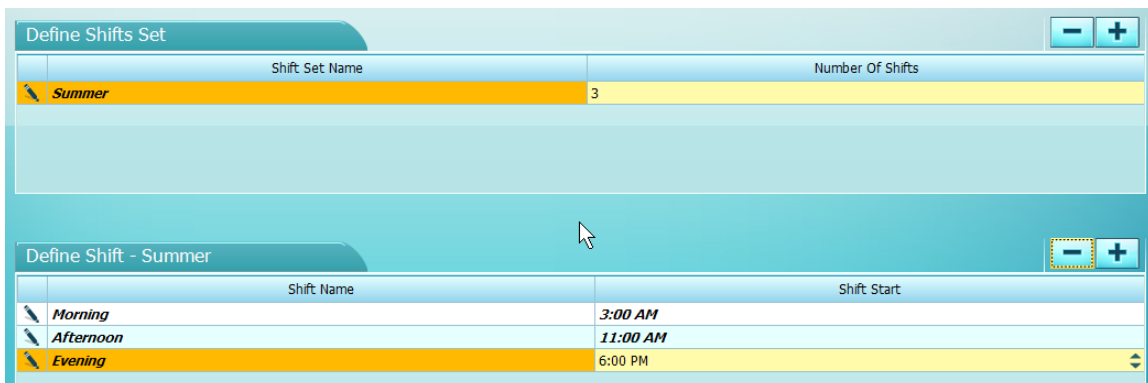 Define Shifts Set
Shift Set Name Number Of Shifts
Summer 3
Define Shift - Summer
Shift Name Shift Start
Morning 3:00 AM
Afternoon 11:00 AM
Evening 6:00 PM